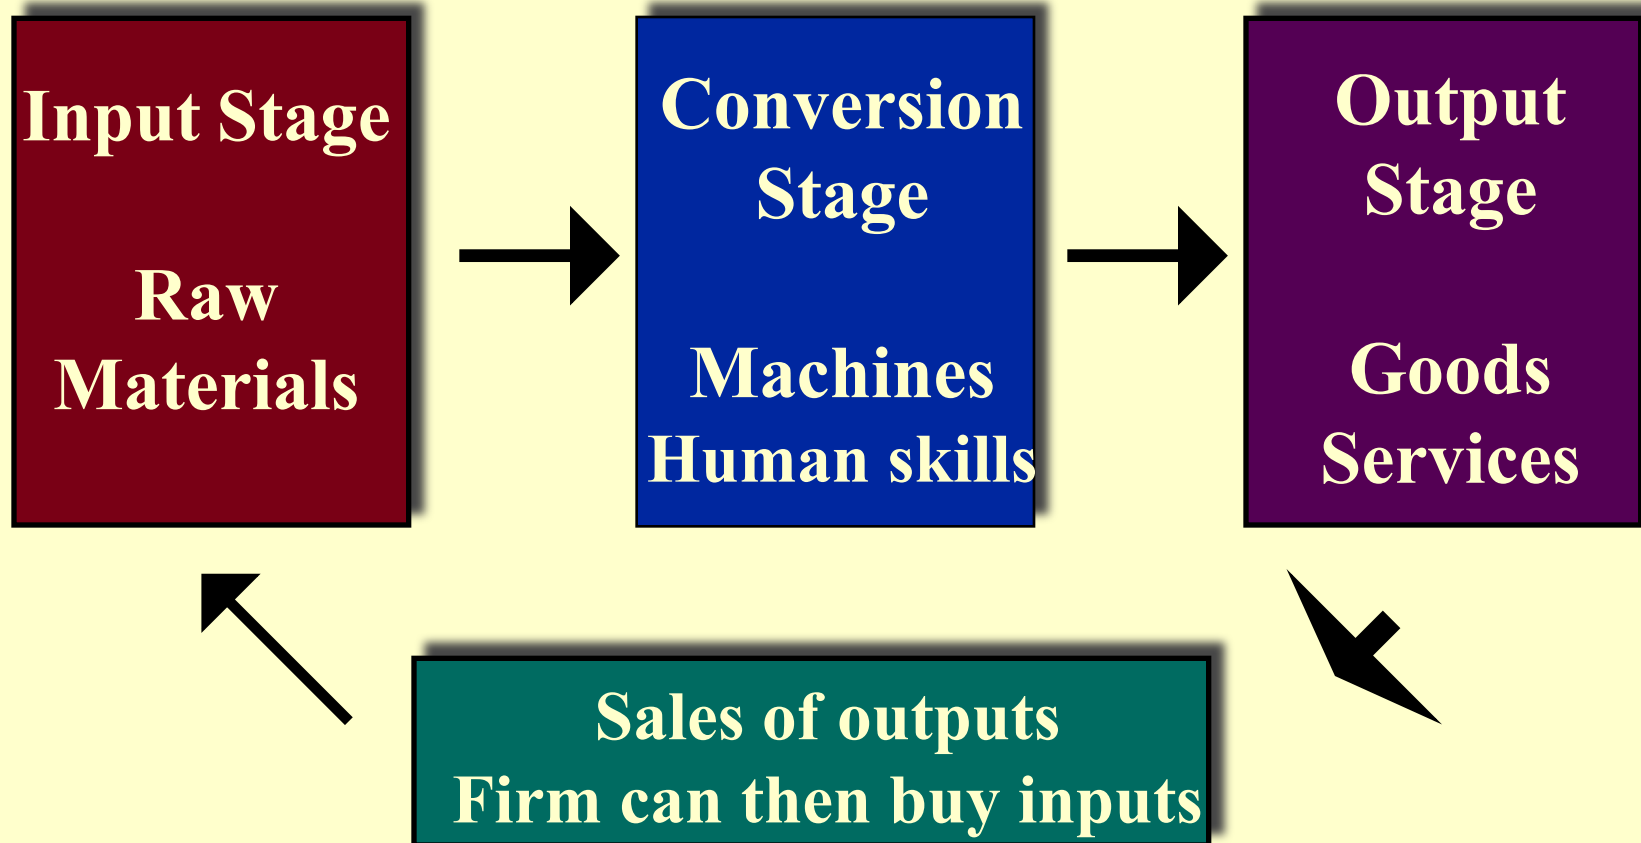 Input Stage
Raw
Materials
Conversion
Stage
Machines
Human skills
Output
Stage
Goods
Services
Sales of outputs
Firm can then buy inputs